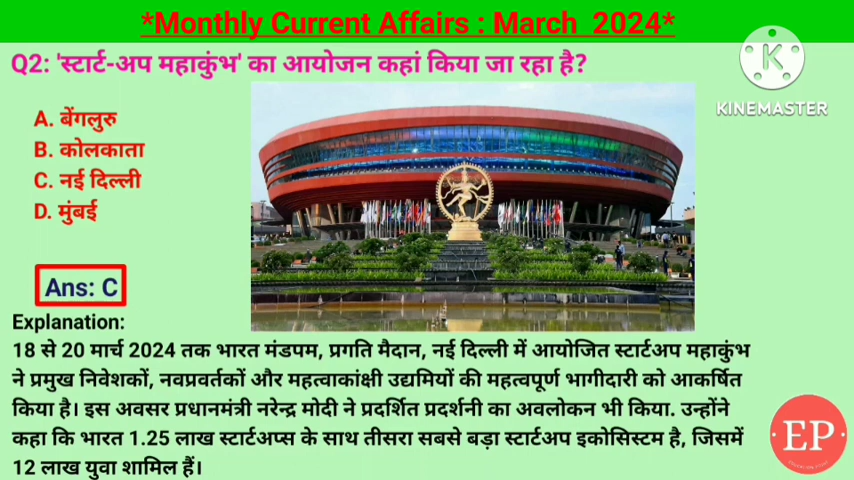 *Monthly Current Affairs : March 2024*
Q2: 'स्टार्ट-अप महाकुंभ' का आयोजन कहां किया जा रहा है?
KINEMASTER
A. बेंगलुरु
B. कोलकाता
C. नई दिल्ली
D. मुंबई
Ans: C
Explanation:
18 से 20 मार्च 2024 तक भारत मंडपम, प्रगति मैदान, नई दिल्ली में आयोजित स्टार्टअप महाकुंभ
ने प्रमुख निवेशकों, नवप्रवर्तकों और महत्वाकांक्षी उद्यमियों की महत्वपूर्ण भागीदारी को आकर्षित
किया है। इस अवसर प्रधानमंत्री नरेन्द्र मोदी ने प्रदर्शित प्रदर्शनी का अवलोकन भी किया. उन्होंने
कहा कि भारत 1.25 लाख स्टार्टअप्स के साथ तीसरा सबसे बड़ा स्टार्टअप इकोसिस्टम है, जिसमें
12 लाख युवा शामिल हैं।
EP